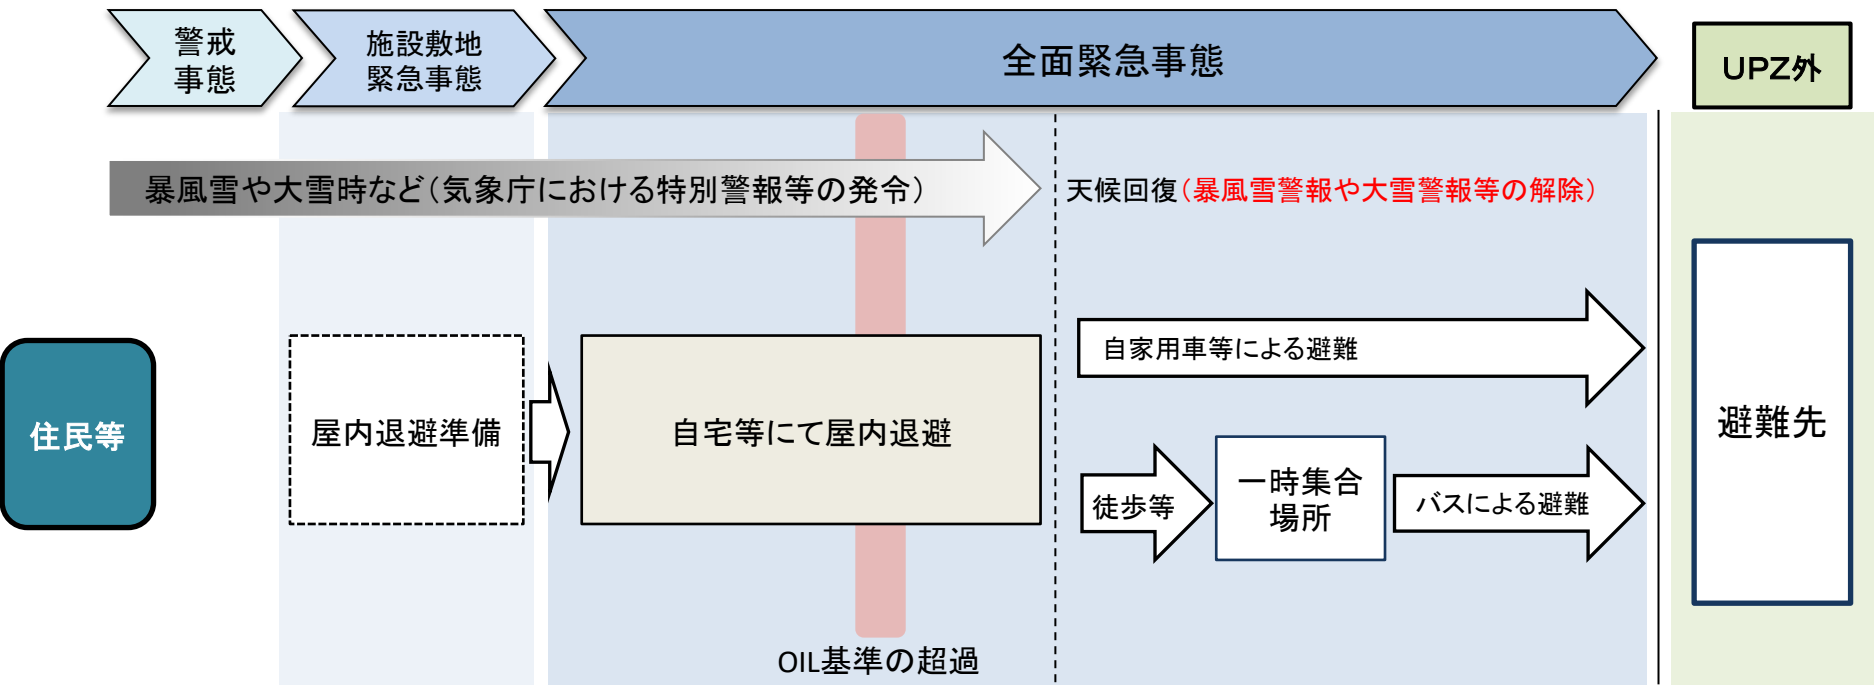 警戒
事態
施設敷地
緊急事態
全面緊急事態
UPZ外
暴風雪や大雪時など（気象庁における特別警報等の発令）
天候回復（暴風雪警報や大雪警報等の解除）
住民等
屋内退避準備
自宅等にて屋内退避
自家用車等による避難
徒歩等
一時集合
場所
バスによる避難
避難先
OIL基準の超過